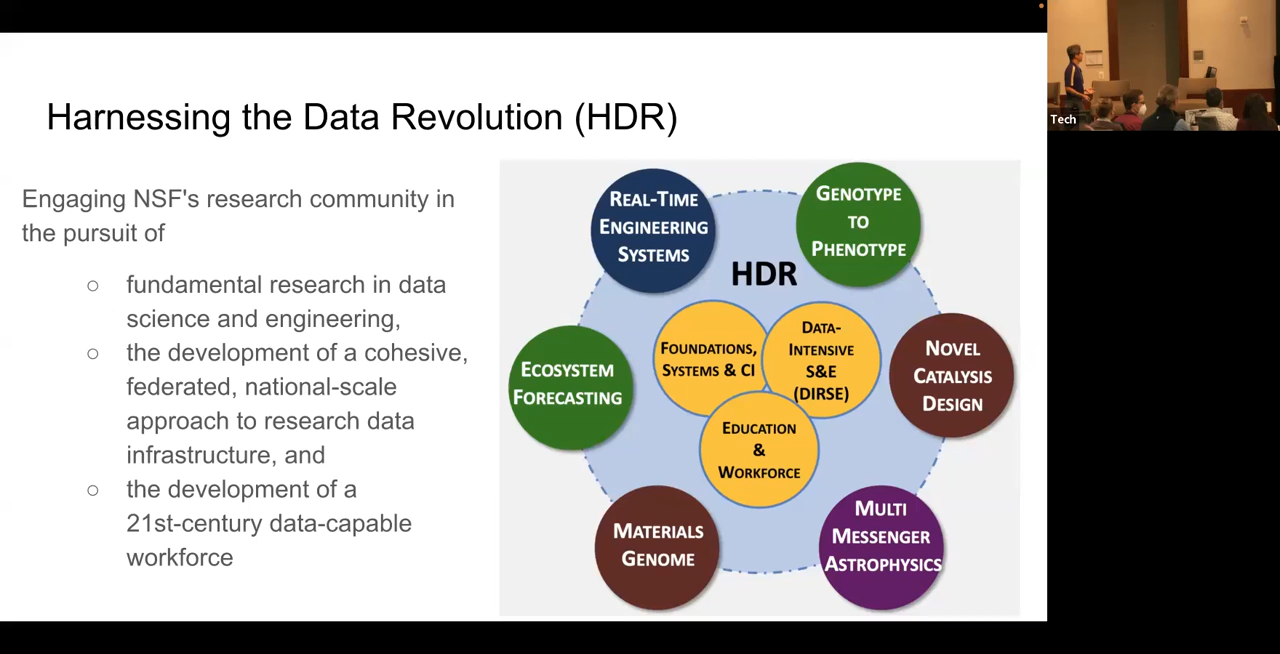 Harnessing the Data Revolution (HDR)
Engaging NSF's research community in
the pursuit of
○ fundamental research in data
science and engineering,
○ the development of a cohesive,
federated, national-scale
approach to research data
infrastructure, and
○ the development of a
21st-century data-capable
workforce
HDR
REAL-TIME
ENGINEERING
SYSTEMS
GENOTYPE
TO
PHENOTYPE
ECOSYSTEM
FORECASTING
FOUNDATIONS,
SYSTEMS & CI
DATA-
INTENSIVE
S&E
(DIRSE)
EDUCATION
&
WORKFORCE
NOVEL
CATALYSIS
DESIGN
MATERIALS
GENOME
MULTI
MESSENGER
ASTROPHYSICS
Tech